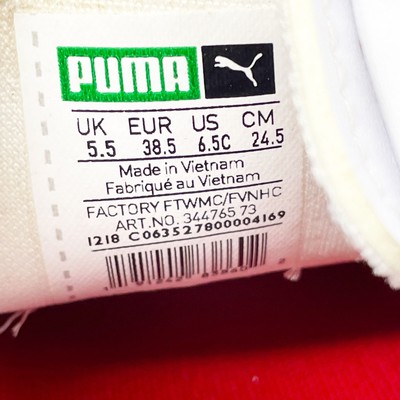 PUMA
UK EUR US CM
5.5 38.5 6.5C 24.5
Made in Vietnam
Fabriqué au Vietnam
FACTORY FTWMC/FVNHC
ART.NO. 344765 73
1218 C063527800004169